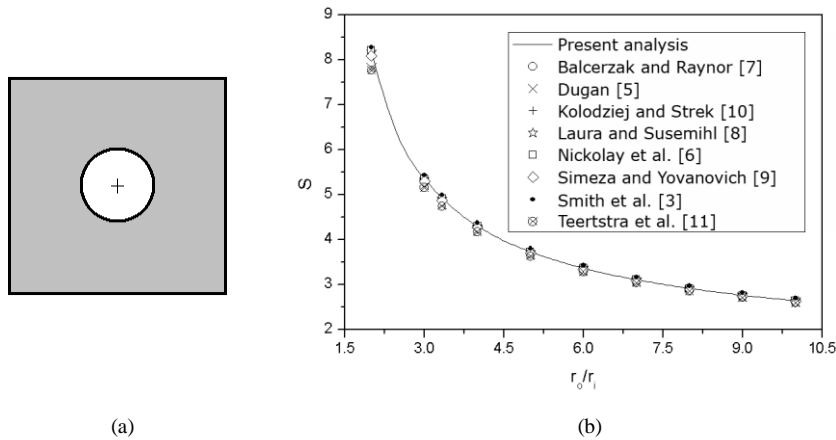 9
8
7
6
5
4
3
2
S
1.5 3.0 4.5 6.0 7.5 9.0 10.5
r_o/r_i
Present analysis
Balcerzak and Raynor [7]
Dugan [5]
Kolodziej and Strek [10]
Laura and Susemihl [8]
Nickolay et al. [6]
Simeza and Yovanovich [9]
Smith et al. [3]
Teertstra et al. [11]
(a) (b)